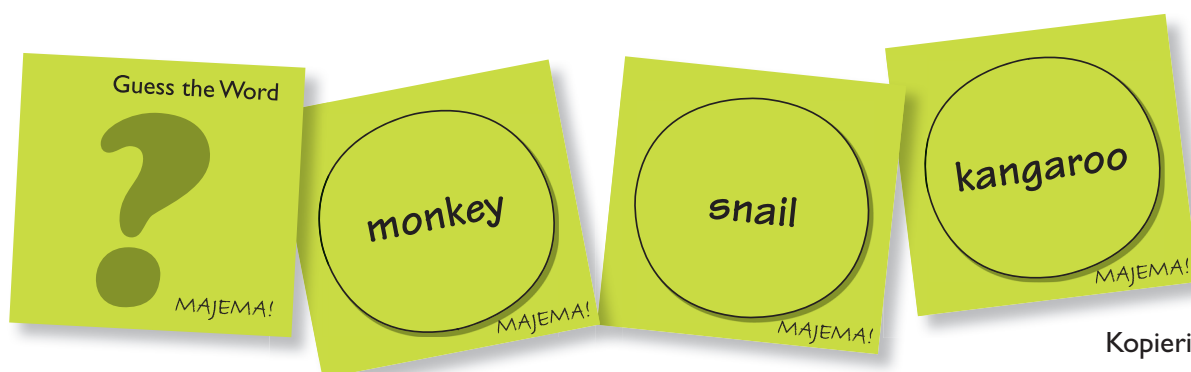 Guess the Word
MAJEMA!
monkey
MAJEMA!
snail
MAJEMA!
kangaroo
MAJEMA!
Kopieri